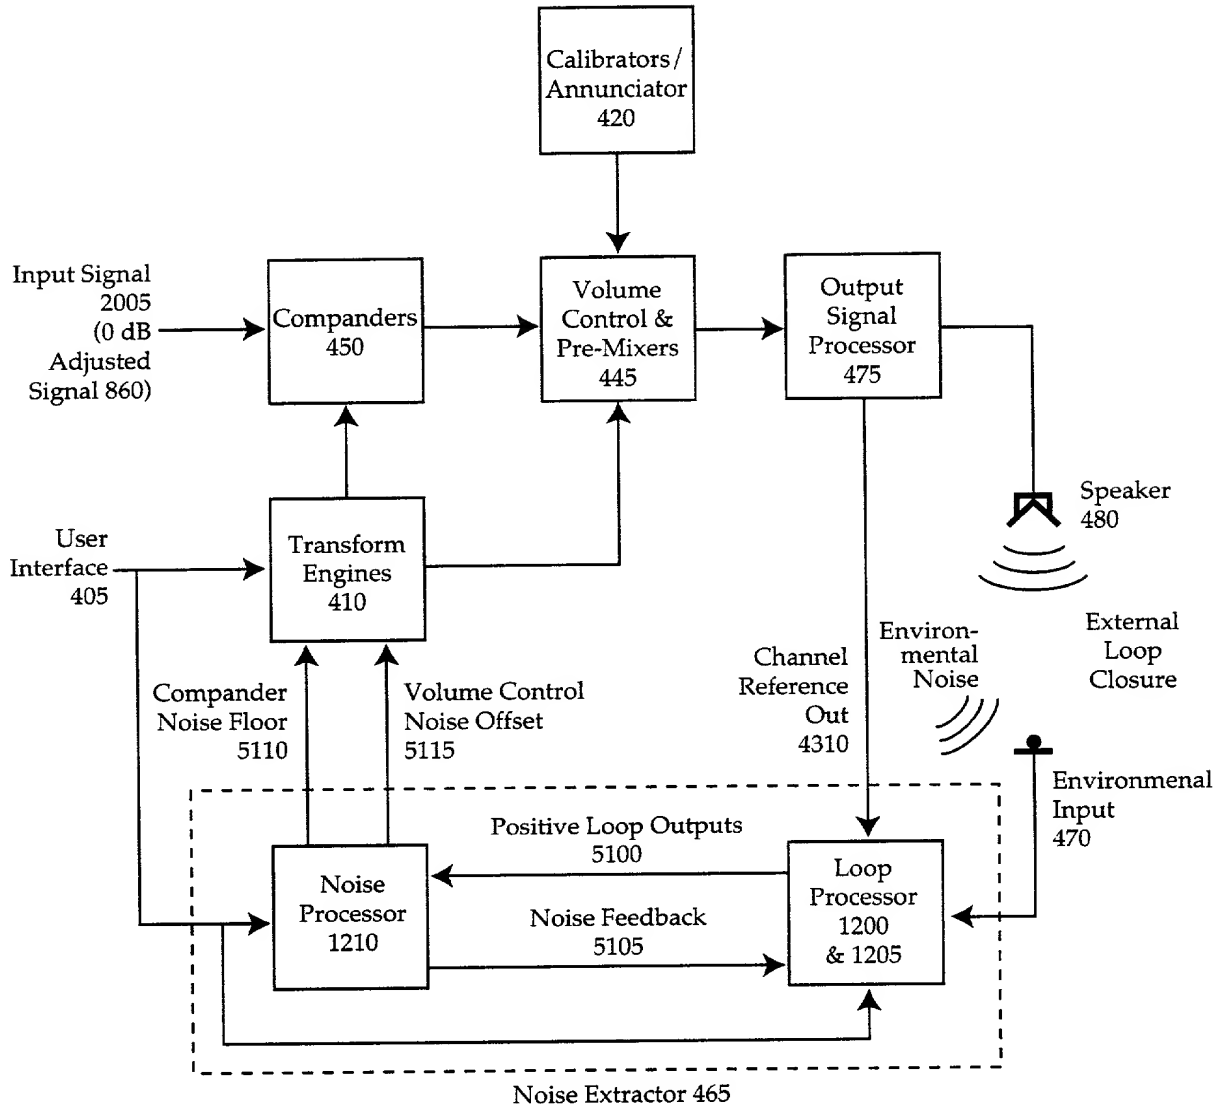 Calibrators/
Annunciator
420
Input Signal
2005
(0 dB
Adjusted
Signal 860)
Companders
450
Volume
Control &
Pre-Mixers
445
Output
Signal
Processor
475
User
Interface
405
Transform
Engines
410
Speaker
480
Environ-
mental
Noise
External
Loop
Closure
Compander
Noise Floor
5110
Volume Control
Noise Offset
5115
Channel
Reference
Out
4310
Environmenal
Input
470
Positive Loop Outputs
5100
Noise
Processor
1210
Noise Feedback
5105
Loop
Processor
1200
& 1205
Noise Extractor 465